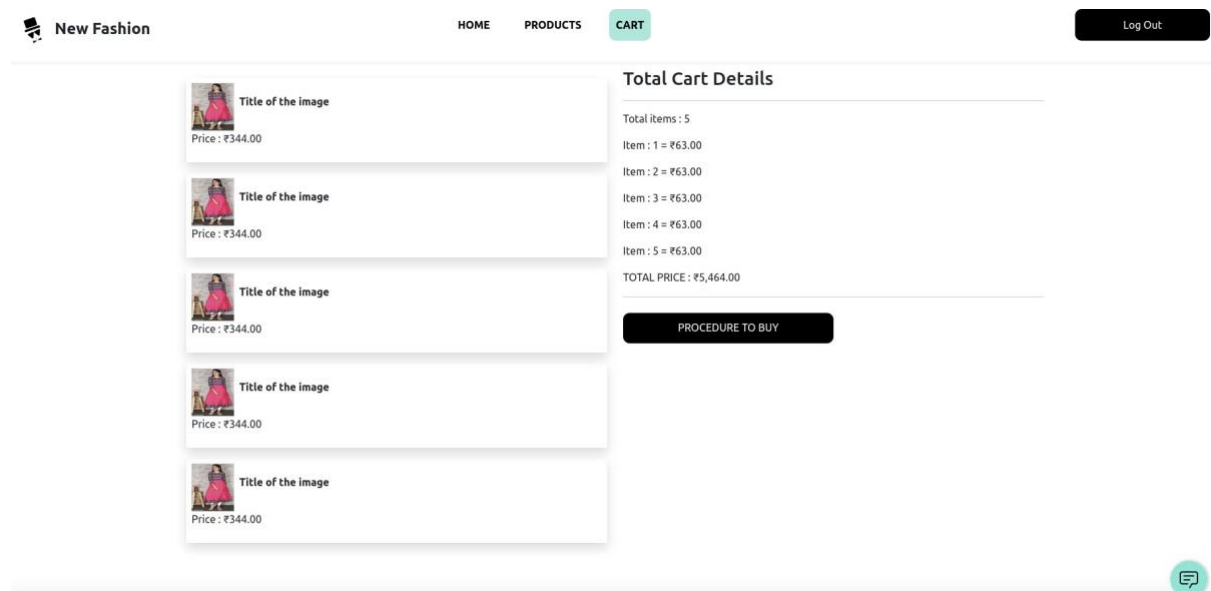 New Fashion
HOME PRODUCTS CART
Log Out
Title of the image
Price : ₹344.00
Title of the image
Price : ₹344.00
Title of the image
Price : ₹344.00
Title of the image
Price : ₹344.00
Title of the image
Price : ₹344.00
Total Cart Details
Total items : 5
Item : 1 = ₹63.00
Item : 2 = ₹63.00
Item : 3 = ₹63.00
Item : 4 = ₹63.00
Item : 5 = ₹63.00
TOTAL PRICE : ₹5,464.00
PROCEDURE TO BUY